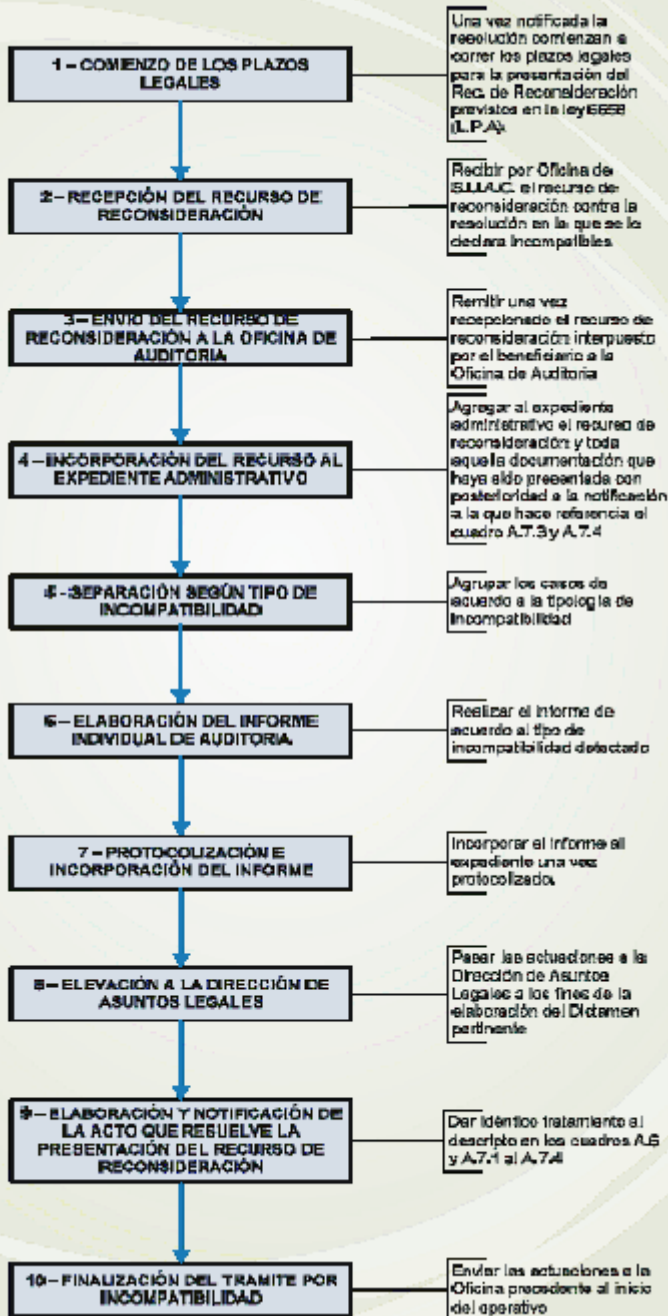 1 – COMIENZO DE LOS PLAZOS
LEGALES
Una vez notificada la
resolución comienzan a
correr los plazos legales
para la presentación del
Rec. de Reconsideración
previstos en la ley 6658
(L.P.A).
2 – RECEPCIÓN DEL RECURSO DE
RECONSIDERACIÓN
Recibir por Oficina de
el recurso de
reconsideración contra la
resolución en la que se lo
declara incompatibles.
3 – ENVIO DEL RECURSO DE
RECONSIDERACIÓN A LA OFICINA DE
AUDITORIA
Remitir una vez
recepcionado el recurso de
reconsideración interpuesto
por el beneficiario a la
Oficina de Auditoria
4 – INCORPORACIÓN DEL RECURSO AL
EXPEDIENTE ADMINISTRATIVO
Agregar al expediente
administrativo el recurso de
reconsideración y toda
aquella documentación que
haya sido presentada con
posterioridad a la notificación
a la que hace referencia el
cuadro A.7.3 y A.7.4
5 - SEPARACIÓN SEGÚN TIPO DE
INCOMPATIBILIDAD
Agrupar los casos de
acuerdo a la tipología de
incompatibilidad
6 – ELABORACIÓN DEL INFORME
INDIVIDUAL DE AUDITORIA.
Realizar el informe de
acuerdo al tipo de
incompatibilidad detectado
7 – PROTOCOLIZACIÓN E
INCORPORACIÓN DEL INFORME
Incorporar el informe al
expediente una vez
protocolizado.
8 – ELEVACIÓN A LA DIRECCIÓN DE
ASUNTOS LEGALES
Pasar las actuaciones a la
Dirección de Asuntos
Legales a los fines de la
elaboración del Dictamen
pertinente
9 – ELABORACIÓN Y NOTIFICACIÓN DE
LA ACTO QUE RESUELVE LA
PRESENTACIÓN DEL RECURSO DE
RECONSIDERACIÓN
Dar idéntico tratamiento al
descripto en los cuadros A.6
y A.7.1 al A.7.4
10 – FINALIZACIÓN DEL TRAMITE POR
INCOMPATIBILIDAD
Enviar las actuaciones a la
Oficina precedente al inicio
del operativo